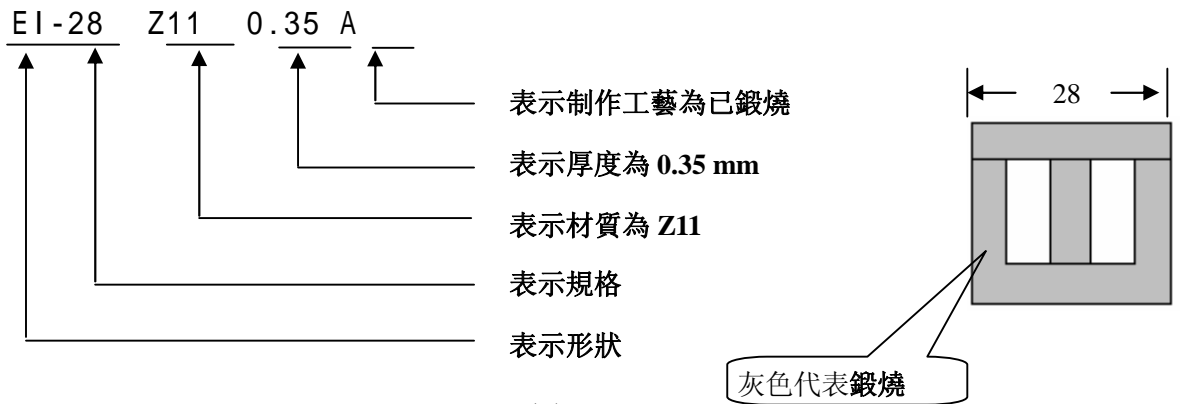 EI-28 Z11 0.35 A
28
表示制作工藝為已鍛燒
表示厚度為 0.35 mm
表示材質為 Z11
表示規格
表示形狀
灰色代表鍛燒